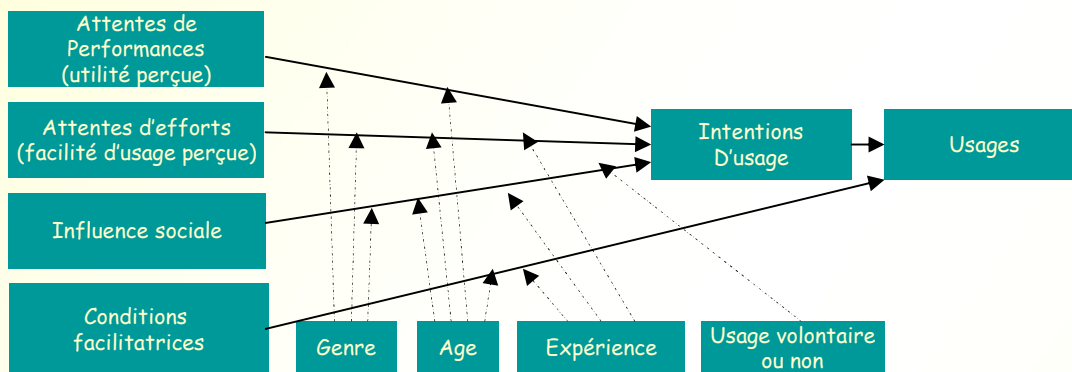 Attentes de
Performances
(utilité perçue)
Attentes d'efforts
(facilité d'usage perçue)
Influence sociale
Conditions
facilitatrices
Intentions
D'usage
Usages
Genre
Age
Expérience
Usage volontaire
ou non